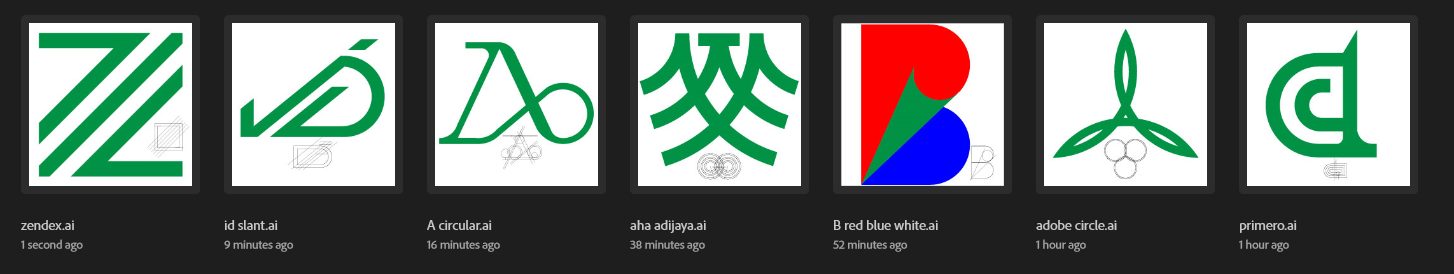 zendex.ai
1 second ago
id slant.ai
9 minutes ago
A circular.ai
16 minutes ago
aha adijaya.ai
38 minutes ago
B red blue white.ai
52 minutes ago
adobe circle.ai
1 hour ago
primero.ai
1 hour ago